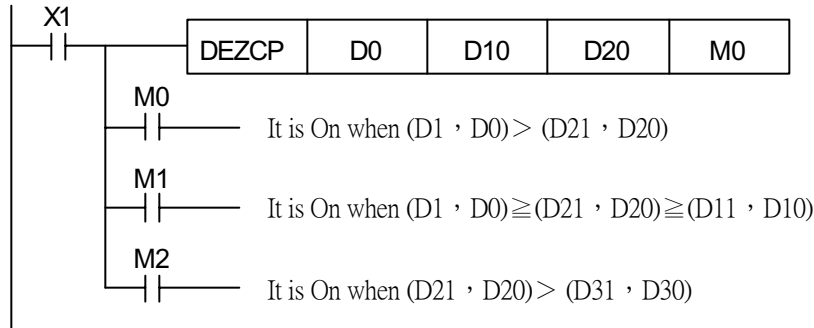 X1
DEZCP D0 D10 D20 M0
M0
It is On when (D1，D0)＞ (D21，D20)
M1
It is On when (D1，D0)≧(D21，D20)≧(D11，D10)
M2
It is On when (D21，D20)＞ (D31，D30)